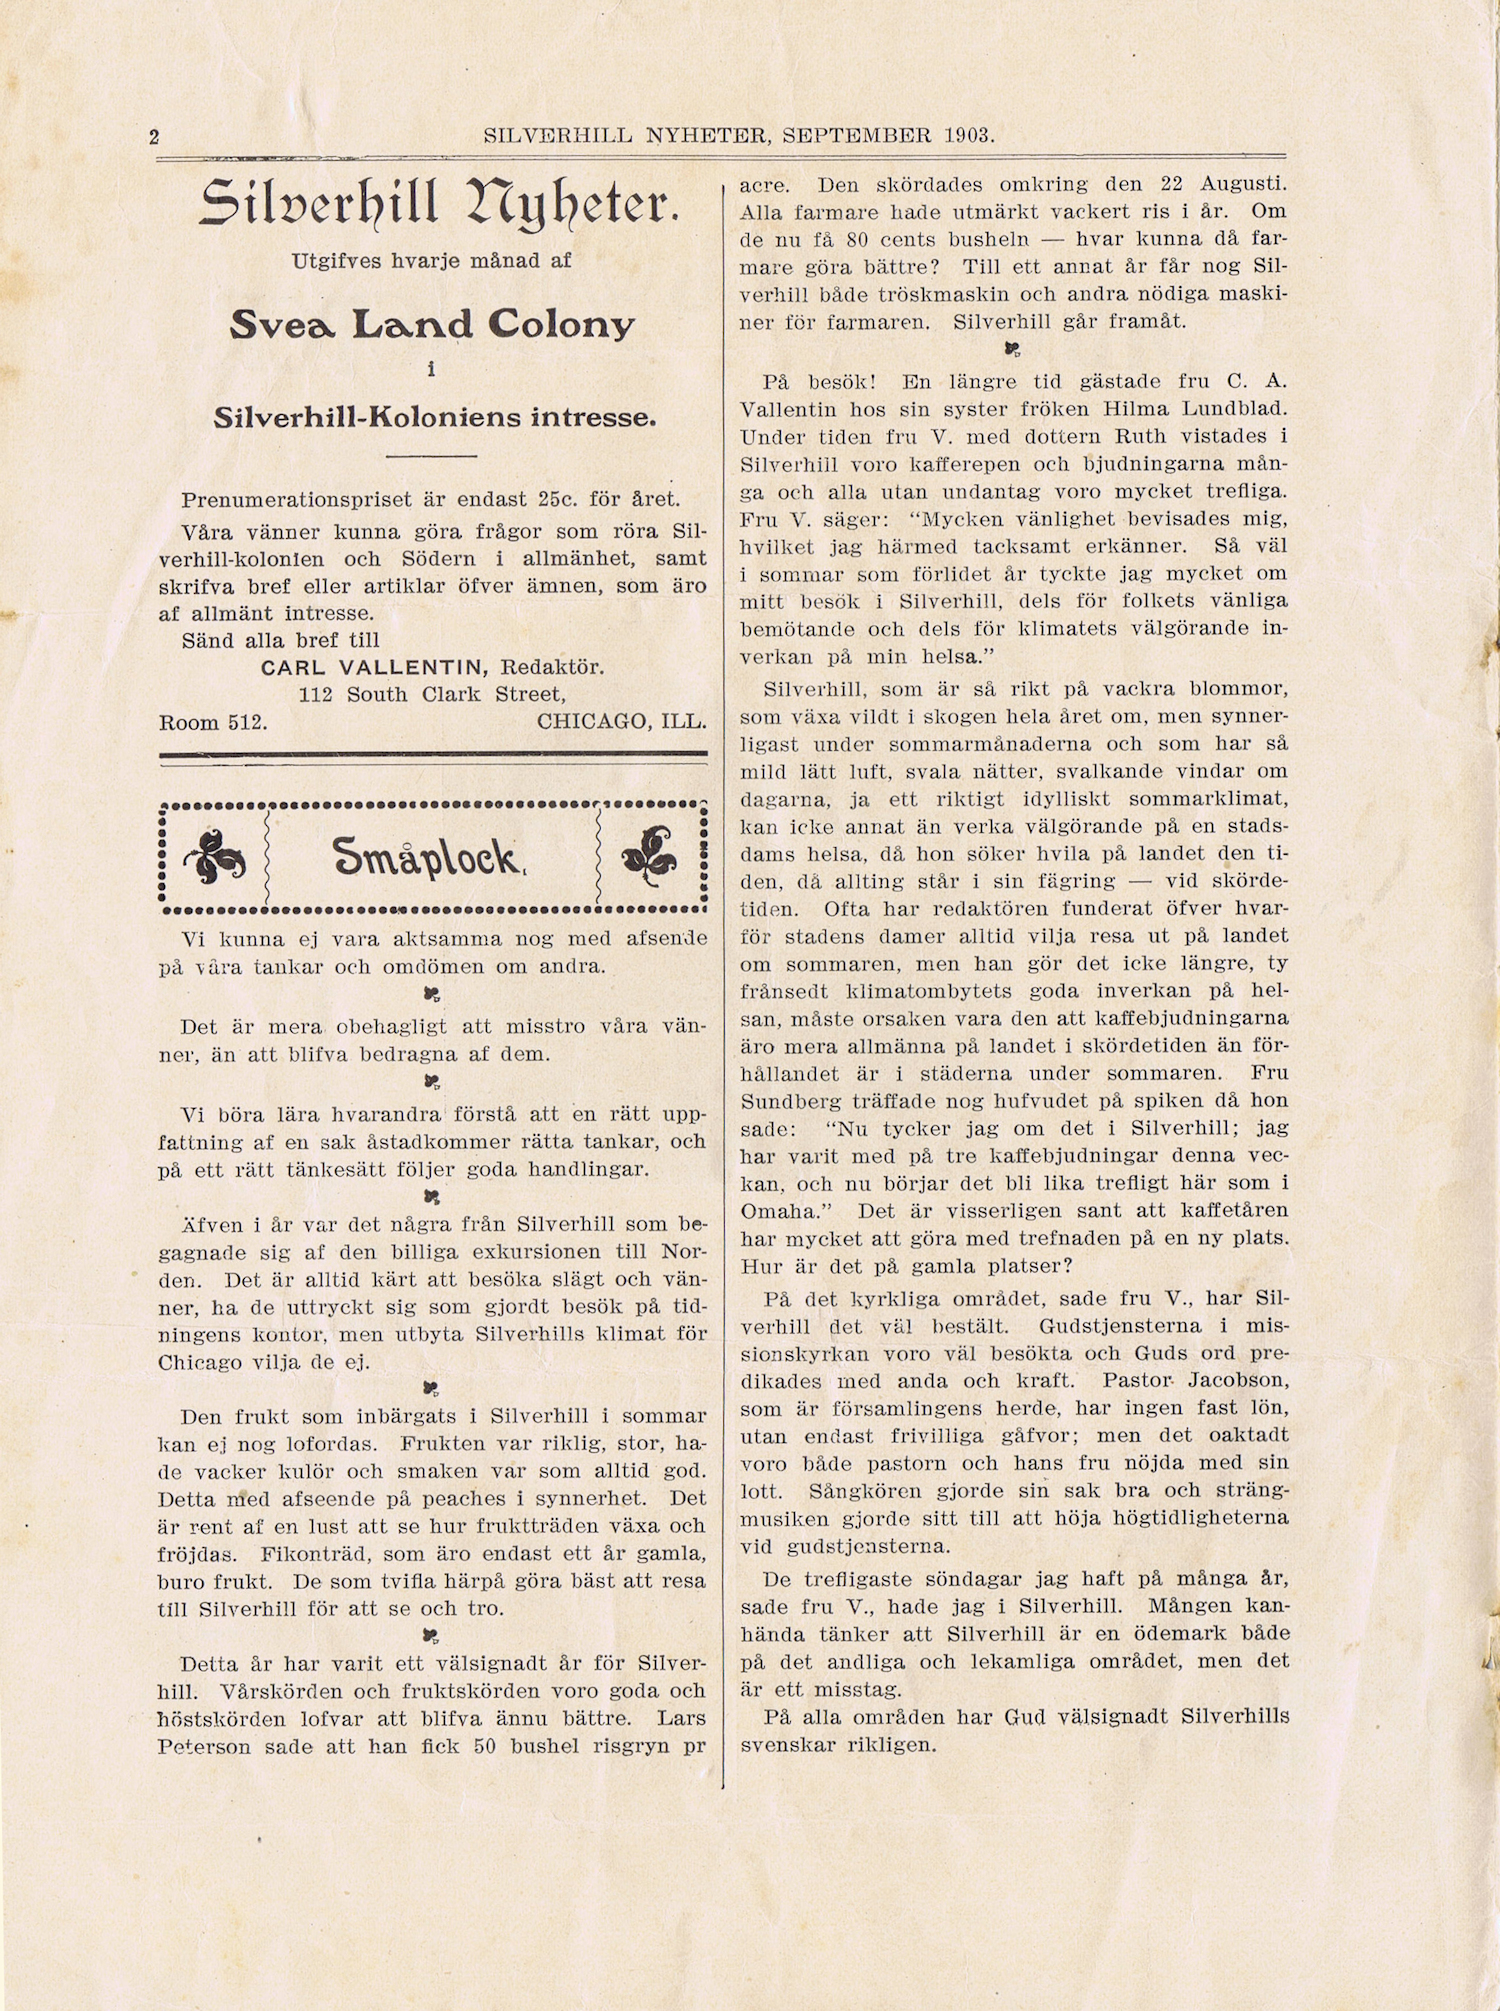 2
SILVERHILL NYHETER, SEPTEMBER 1903.
Silverhill Nyheter.
Utgifves hvarje månad af
Svea Land Colony
i
Silverhill-Koloniens intresse.
Prenumerationspriset är endast 25c. för året.
Våra vänner kunna göra frågor som röra Sil-
verhill-kolonien och Södern i allmänhet, samt
skrifva bref eller artiklar öfver ämnen, som äro
af allmänt intresse.
Sänd alla bref till
CARL VALLENTIN, Redaktör.
112 South Clark Street,
Room 512. CHICAGO, ILL.
Småplock.
Vi kunna ej vara aktsamma nog med afsende
på våra tankar och omdömen om andra.
Det är mera obehagligt att misstro våra vän-
ner, än att blifva bedragna af dem.
Vi böra lära hvarandra förstå att en rätt upp-
fattning af en sak åstadkommer rätta tankar, och
på ett rätt tänkesätt följer goda handlingar.
Äfven i år var det några från Silverhill som be-
gagnade sig af den billiga exkursionen till Nor-
den. Det är alltid kärt att besöka slägt och vän-
ner, ha de uttryckt sig som gjordt besök på tid-
ningens kontor, men utbyta Silverhills klimat för
Chicago vilja de ej.
Den frukt som inbärgats i Silverhill i sommar
kan ej nog lofordas. Frukten var riklig, stor, ha-
de vacker kulör och smaken var som alltid god.
Detta med afseende på peaches i synnerhet. Det
är rent af en lust att se hur fruktträden växa och
fröjdas. Fikonträd, som äro endast ett år gamla,
buro frukt. De som tvifla härpå göra bäst att resa
till Silverhill för att se och tro.
Detta år har varit ett välsignadt år för Silver-
hill. Vårskörden och fruktskörden voro goda och
höstskörden lofvar att blifva ännu bättre. Lars
Peterson sade att han fick 50 bushel risgryn pr
acre. Den skördades omkring den 22 Augusti.
Alla farmare hade utmärkt vackert ris i år. Om
de nu få 80 cents busheln — hvar kunna då far-
mare göra bättre? Till ett annat år får nog Sil-
verhill både tröskmaskin och andra nödiga maski-
ner för farmaren. Silverhill går framåt.
På besök! En längre tid gästade fru C. A.
Vallentin hos sin syster fröken Hilma Lundblad.
Under tiden fru V. med dottern Ruth vistades i
Silverhill voro kafferepen och bjudningarna mån-
ga och alla utan undantag voro mycket trefliga.
Fru V. säger: “Mycken vänlighet bevisades mig,
hvilket jag härmed tacksamt erkänner. Så väl
i sommar som förlidet år tyckte jag mycket om
mitt besök i Silverhill, dels för folkets vänliga
bemötande och dels för klimatets välgörande in-
verkan på min helsa.”
Silverhill, som är så rikt på vackra blommor,
som växa vildt i skogen hela året om, men synner-
ligast under sommarmånaderna och som har så
mild lätt luft, svala nätter, svalkande vindar om
dagarna, ja ett riktigt idylliskt sommarklimat,
kan icke annat än verka välgörande på en stads-
dams helsa, då hon söker hvila på landet den ti-
den, då allting står i sin fägring — vid skörde-
tiden. Ofta har redaktören funderat öfver hvar-
för stadens damer alltid vilja resa ut på landet
om sommaren, men han gör det icke längre, ty
frånsedt klimatombytets goda inverkan på hel-
san, måste orsaken vara den att kaffebjudningarna
äro mera allmänna på landet i skördetiden än för-
hållandet är i städerna under sommaren. Fru
Sundberg träffade nog hufvudet på spiken då hon
sade: “Nu tycker jag om det i Silverhill; jag
har varit med på tre kaffebjudningar denna vec-
kan, och nu börjar det bli lika trefligt här som i
Omaha.” Det är visserligen sant att kaffetåren
har mycket att göra med trefnaden på en ny plats.
Hur är det på gamla platser?
På det kyrkliga området, sade fru V., har Sil-
verhill det väl bestält. Gudstjensterna i mis-
sionskyrkan voro väl besökta och Guds ord pre-
dikades med anda och kraft. Pastor Jacobson,
som är församlingens herde, har ingen fast lön,
utan endast frivilliga gåfvor; men det oaktadt
voro både pastorn och hans fru nöjda med sin
lott. Sångkören gjorde sin sak bra och sträng-
musiken gjorde sitt till att höja högtidligheterna
vid gudstjensterna.
De trefligaste söndagar jag haft på många år,
sade fru V., hade jag i Silverhill. Mången kan-
hända tänker att Silverhill är en ödemark både
på det andliga och lekamliga området, men det
är ett misstag.
På alla områden har Gud välsignadt Silverhills
svenskar rikligen.